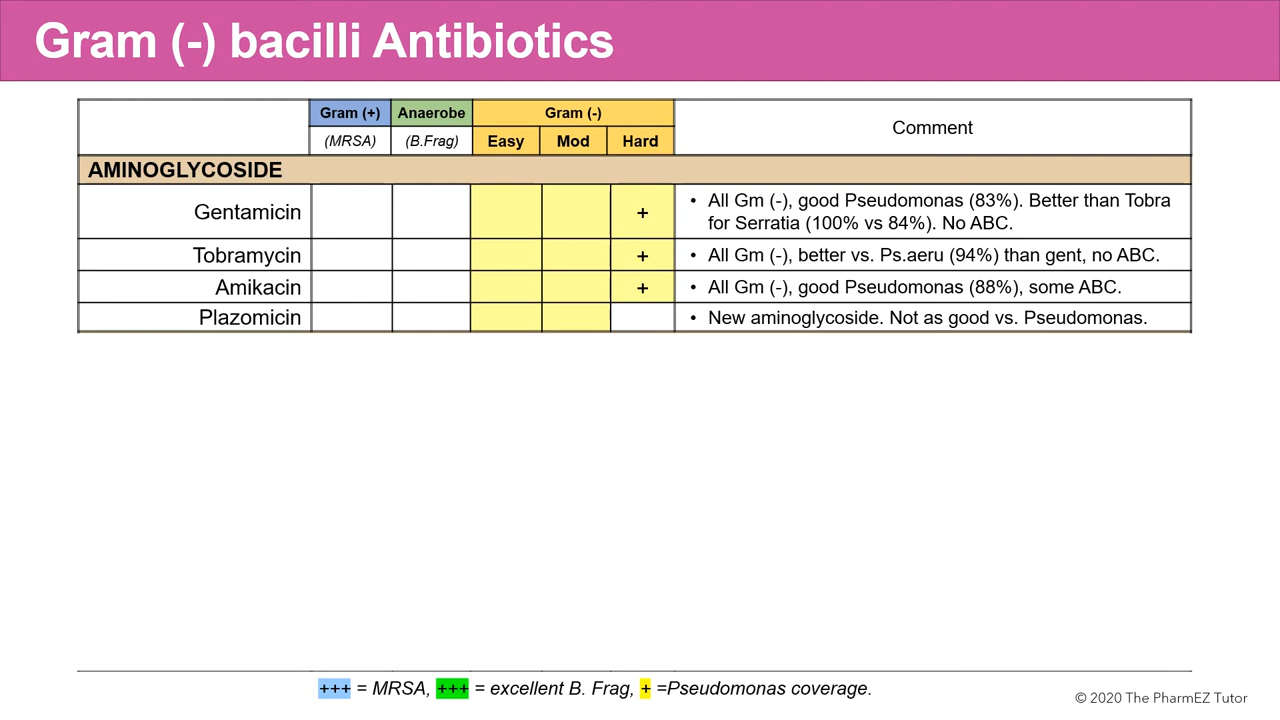 Gram (-) bacilli Antibiotics
Gram (+) Anaerobe Gram (-)
Comment
(MRSA) (B.Frag) Easy Mod Hard
AMINOGLYCOSIDE
Gentamicin + • All Gm (-), good Pseudomonas (83%). Better than Tobra
for Serratia (100% vs 84%). No ABC.
Tobramycin + • All Gm (-), better vs. Ps.aeru (94%) than gent, no ABC.
Amikacin + • All Gm (-), good Pseudomonas (88%), some ABC.
Plazomicin • New aminoglycoside. Not as good vs. Pseudomonas.
+++ = MRSA, +++ = excellent B. Frag, + =Pseudomonas coverage.
© 2020 The PharmEZ Tutor